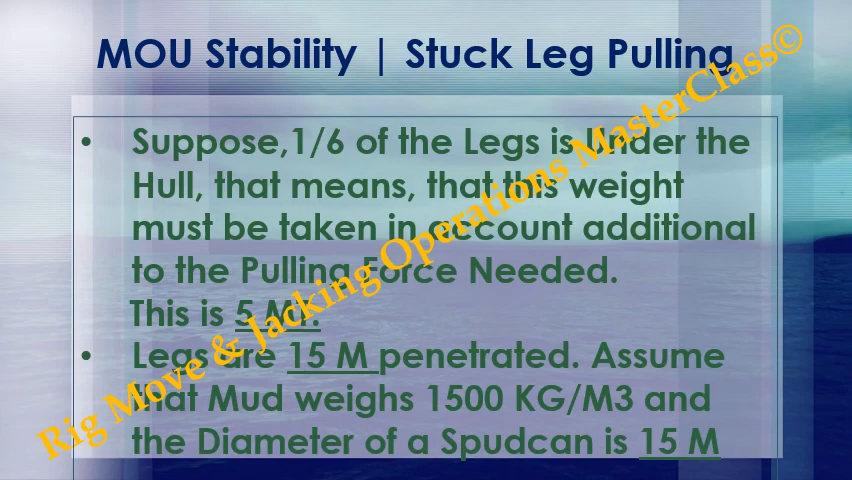 MOU Stability | Stuck Leg Pulling
• Suppose,1/6 of the Legs is Under the
Hull, that means, that this weight
must be taken in account additional
to the Pulling Force Needed.
This is 5 MT.
• Legs are 15 M penetrated. Assume
that Mud weighs 1500 KG/M3 and
the Diameter of a Spudcan is 15 M
Rig Move & Jacking Operations MasterClass©